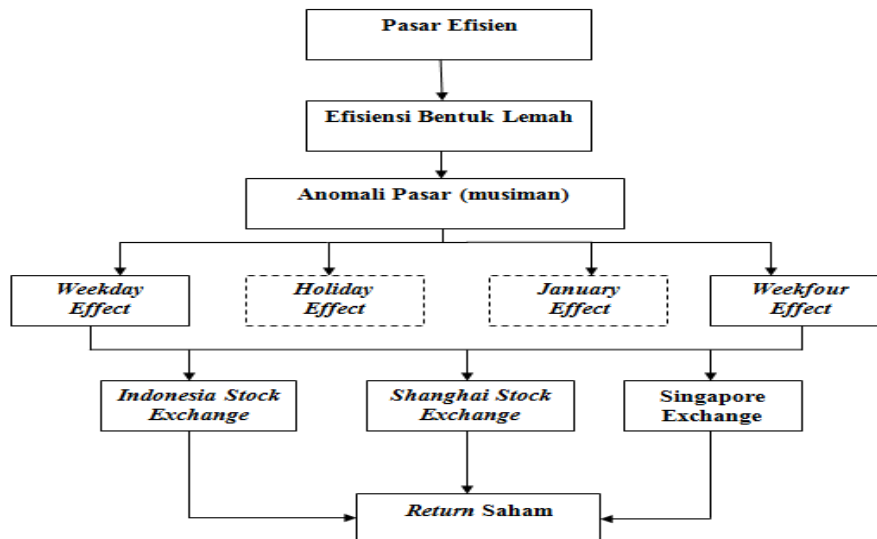 Pasar Efisien
Efisiensi Bentuk Lemah
Anomali Pasar (musiman)
Weekday
Effect
Holiday
Effect
January
Effect
Weekfour
Effect
Indonesia Stock
Exchange
Shanghai Stock
Exchange
Singapore
Exchange
Return Saham